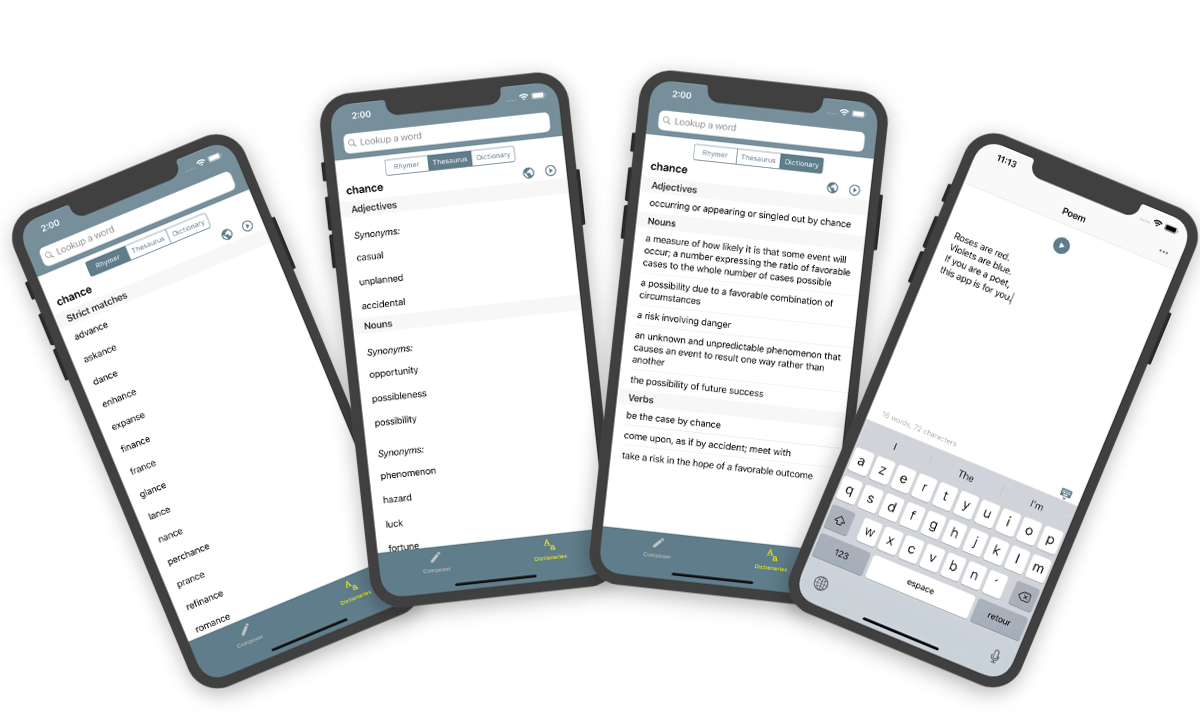 2:00
Lookup a word
Rhymer Thesaurus Dictionary
chance
Strict matches
advance
askance
dance
enhance
expanse
finance
france
glance
lance
nance
perchance
prance
refinance
romance
Composer Dictionaries
2:00
Lookup a word
Rhymer Thesaurus Dictionary
chance
Adjectives
Synonyms:
casual
unplanned
accidental
Nouns
Synonyms:
opportunity
possibleness
possibility
Synonyms:
phenomenon
hazard
luck
fortune
Composer Dictionaries
2:00
Lookup a word
Rhymer Thesaurus Dictionary
chance
Adjectives
occurring or appearing or singled out by chance
Nouns
a measure of how likely it is that some event will
occur; a number expressing the ratio of favorable
cases to the whole number of cases possible
a possibility due to a favorable combination of
circumstances
a risk involving danger
an unknown and unpredictable phenomenon that
causes an event to result one way rather than
another
the possibility of future success
Verbs
be the case by chance
come upon, as if by accident; meet with
take a risk in the hope of a favorable outcome
Composer Dictionaries
11:13
Poem
Roses are red.
Violets are blue.
If you are a poet,
this app is for you.
16 words, 72 characters
I The I'm
a z e r t y u i o p
q s d f g h j k l m
w x c v b n ´
123 espace retour